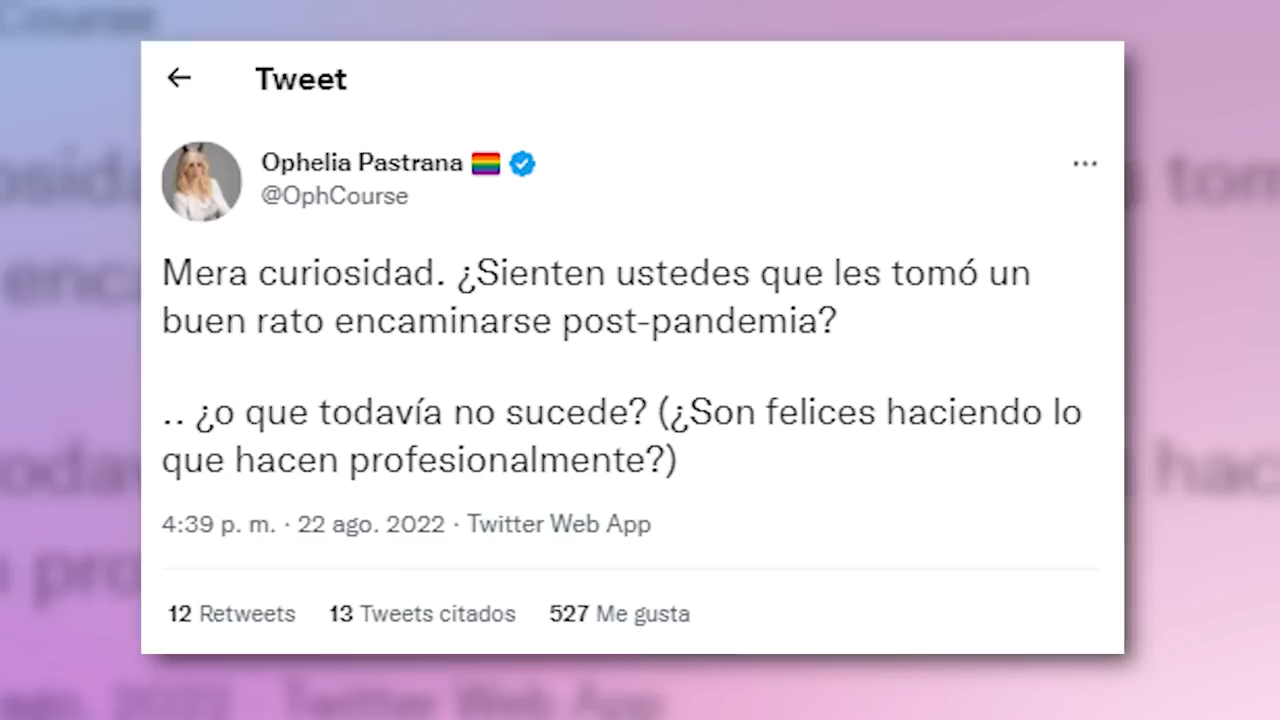 Tweet
Ophelia Pastrana
@OphCourse
Mera curiosidad. ¿Sienten ustedes que les tomó un
buen rato encaminarse post-pandemia?
.. ¿o que todavía no sucede? (¿Son felices haciendo lo
que hacen profesionalmente?)
4:39 p. m. · 22 ago. 2022 · Twitter Web App
12 Retweets 13 Tweets citados 527 Me gusta